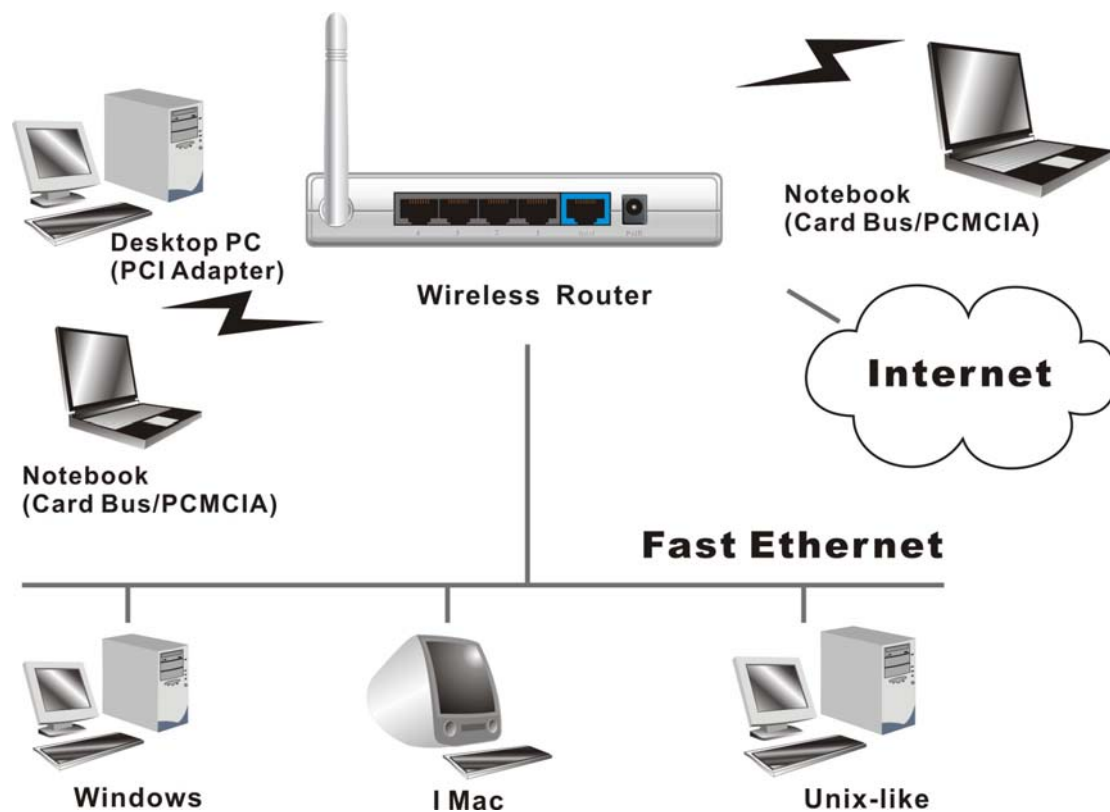 Notebook
(Card Bus/PCMCIA)
Desktop PC
(PCI Adapter)
Wireless Router
Internet
Notebook
(Card Bus/PCMCIA)
Fast Ethernet
Windows
I Mac
Unix-like